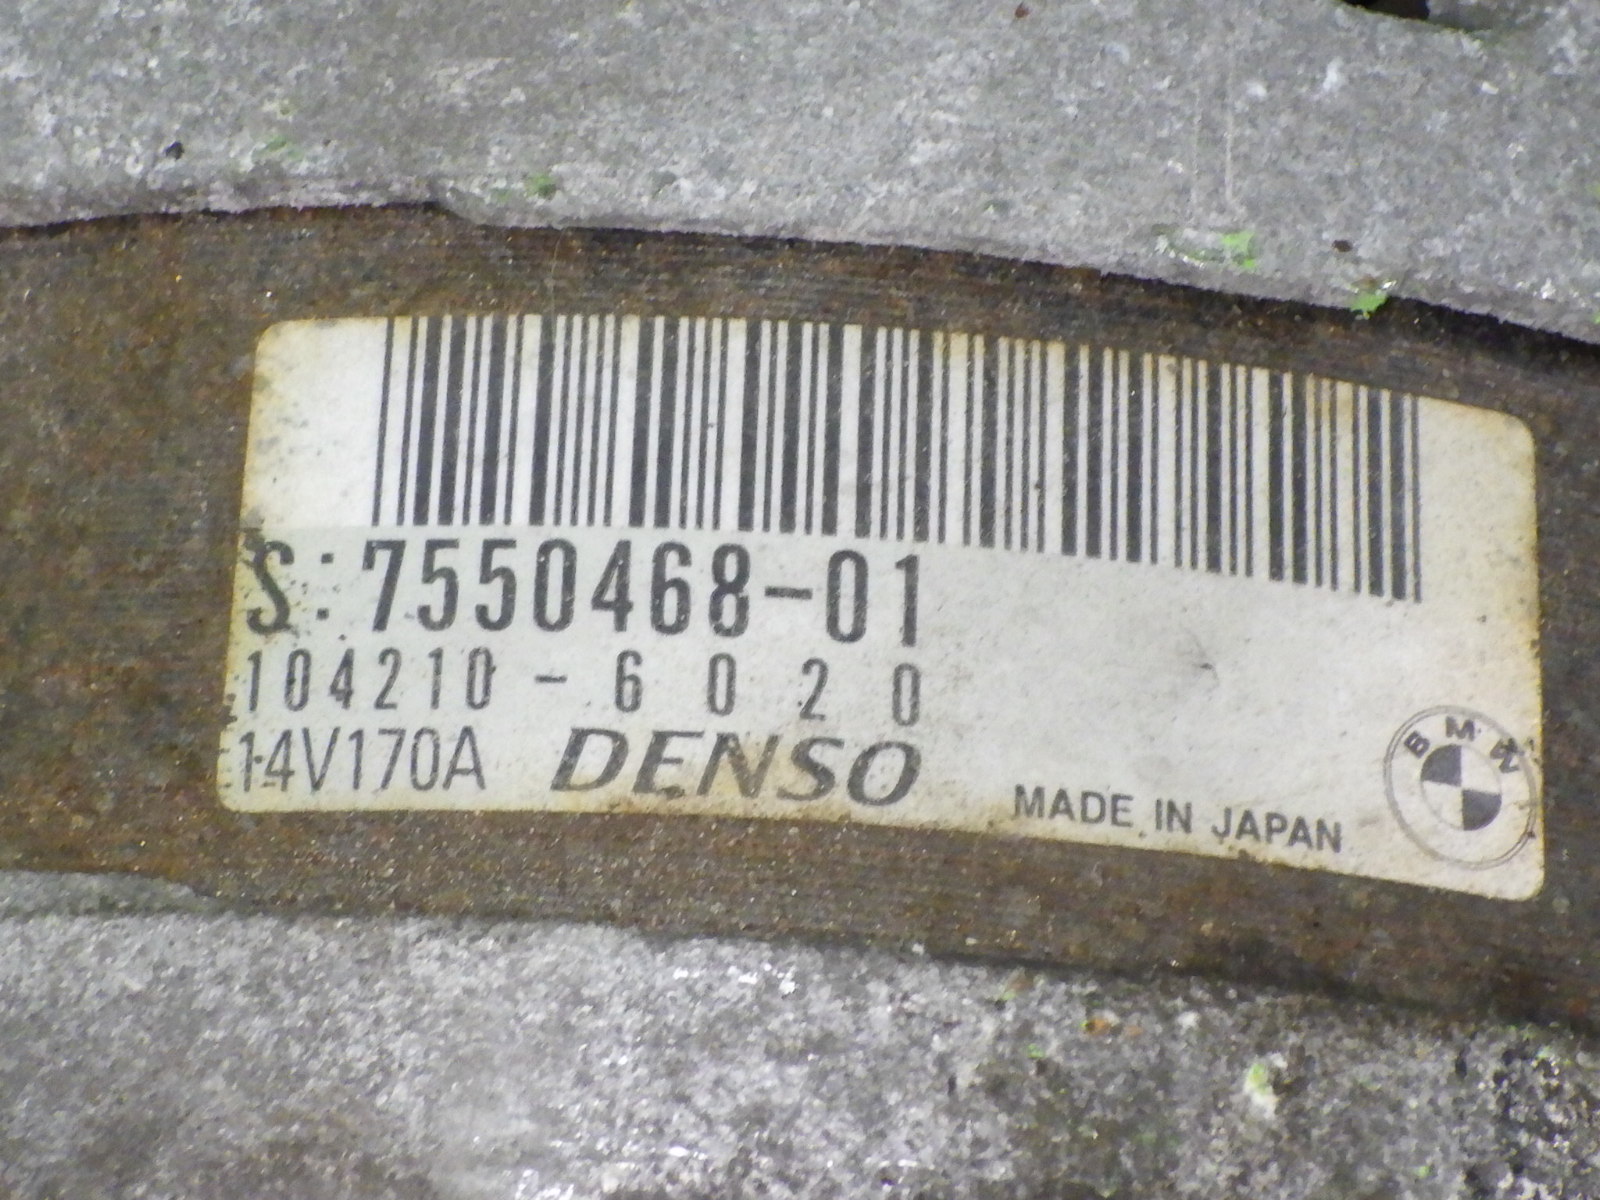 S:7550468-01
104210-6020
14V170A DENSO
MADE IN JAPAN
BMW